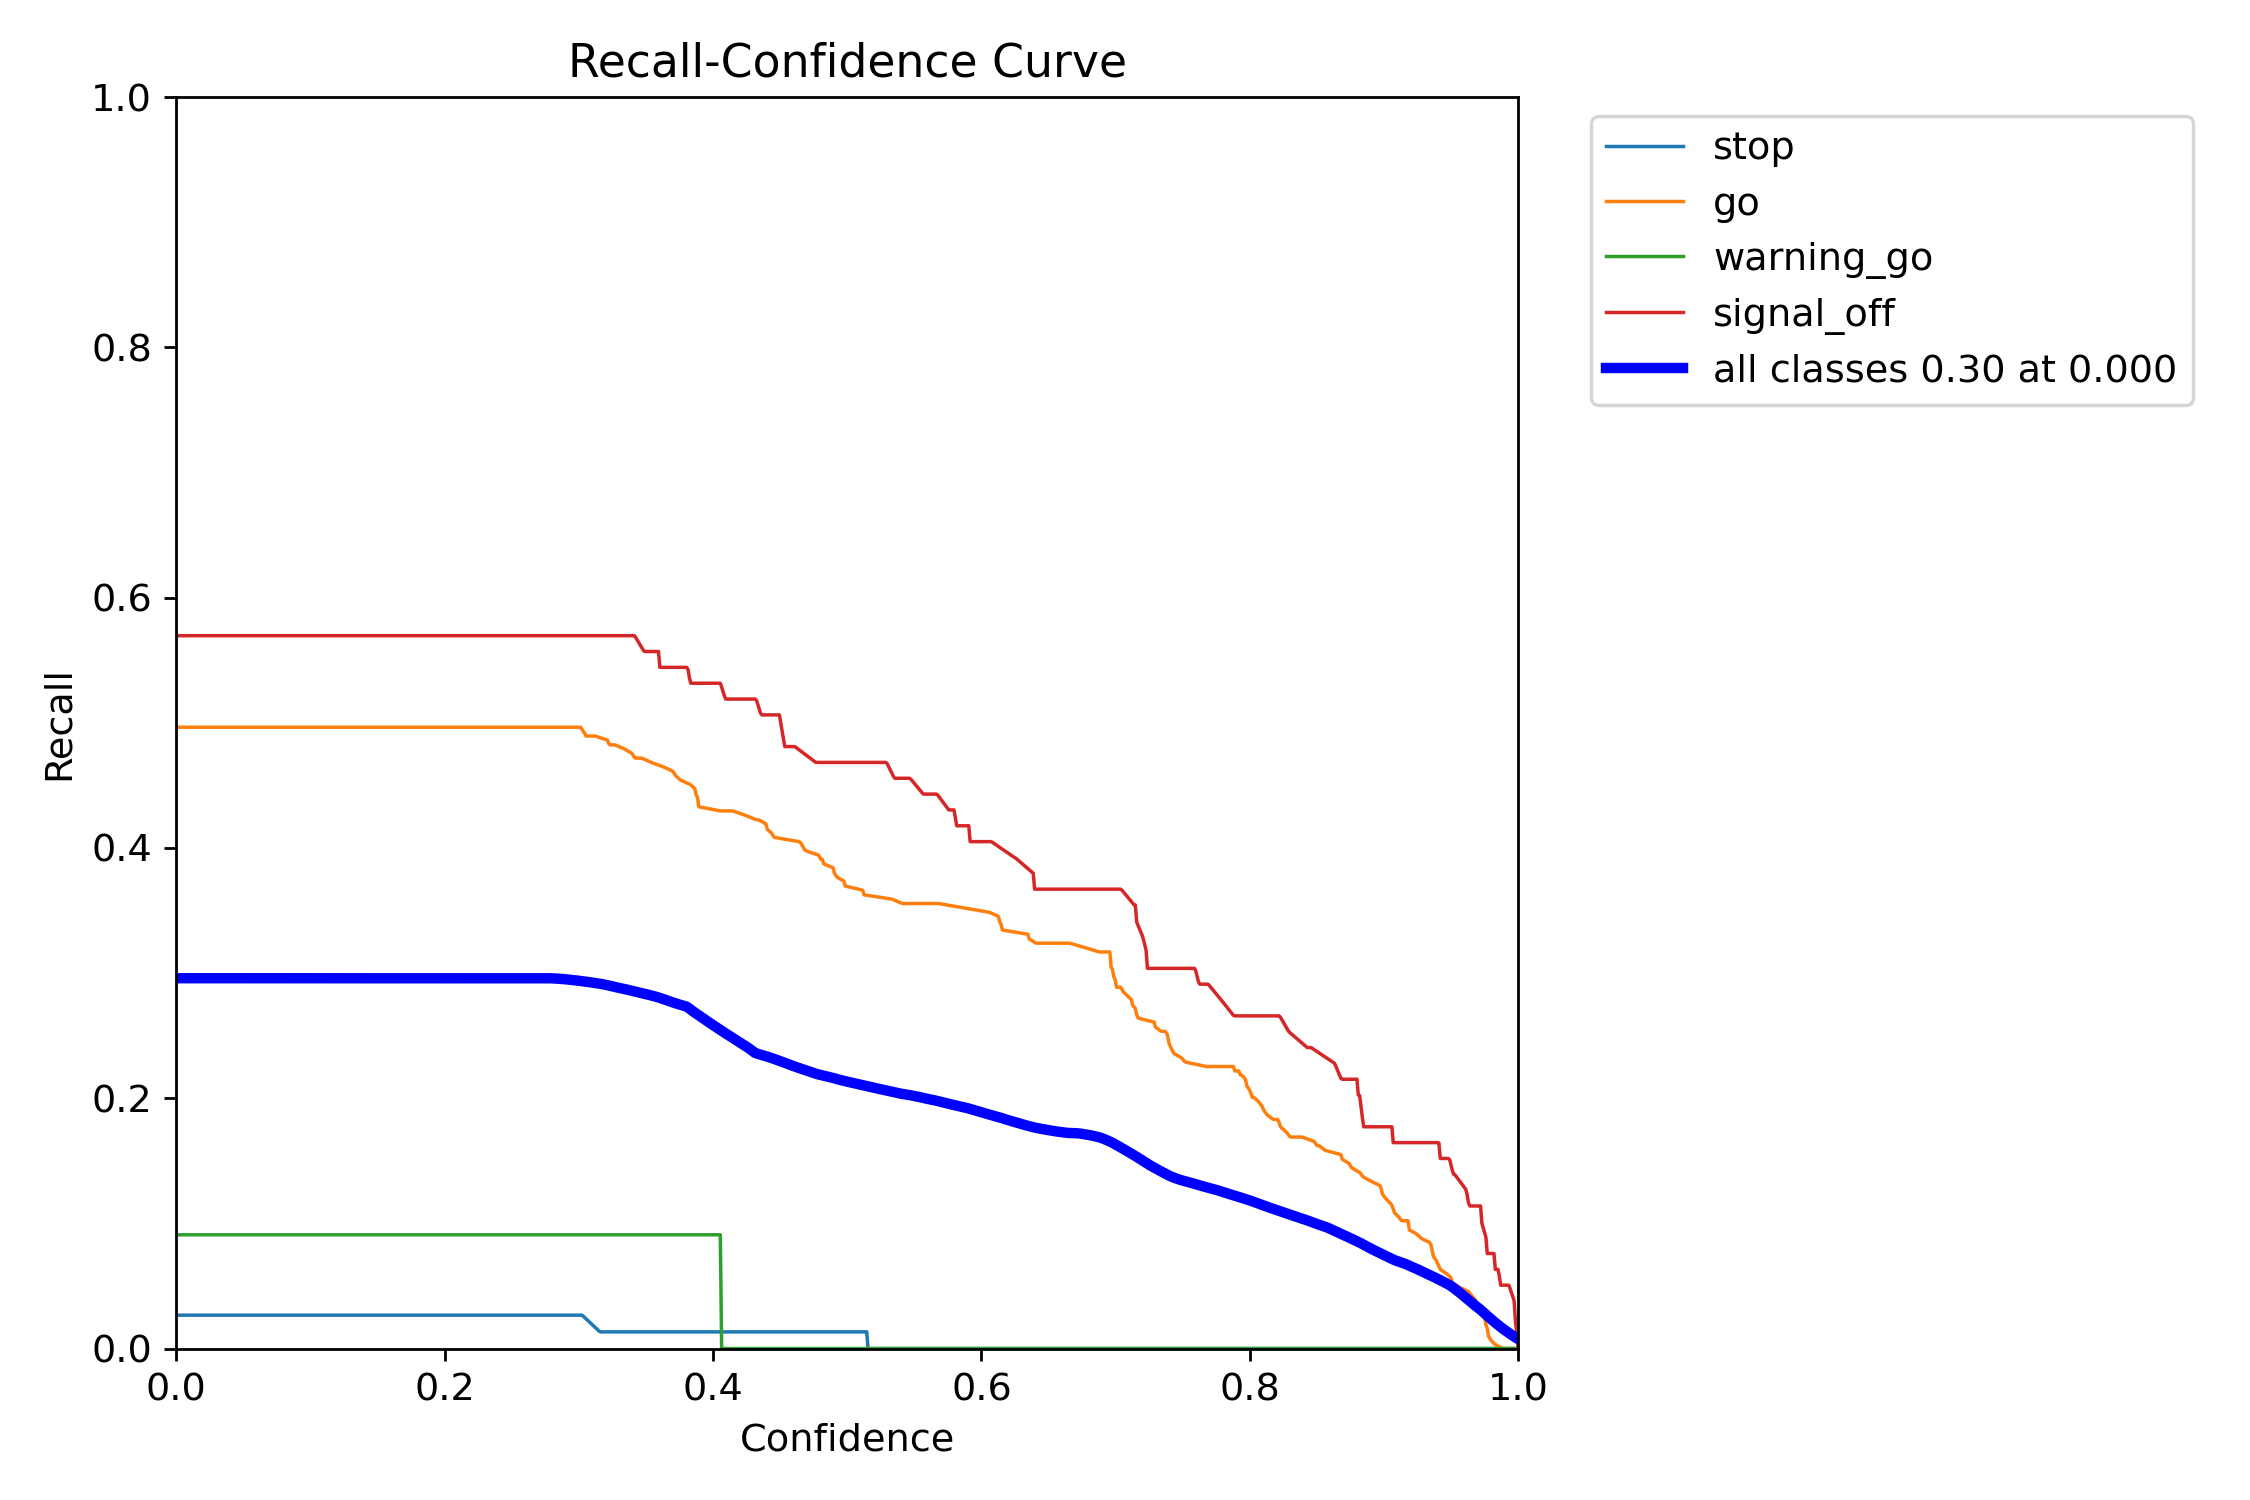 Recall-Confidence Curve
1.0
0.8
0.6
0.4
0.2
0.0
Recall
0.0 0.2 0.4 0.6 0.8 1.0
Confidence
stop
go
warning_go
signal_off
all classes 0.30 at 0.000